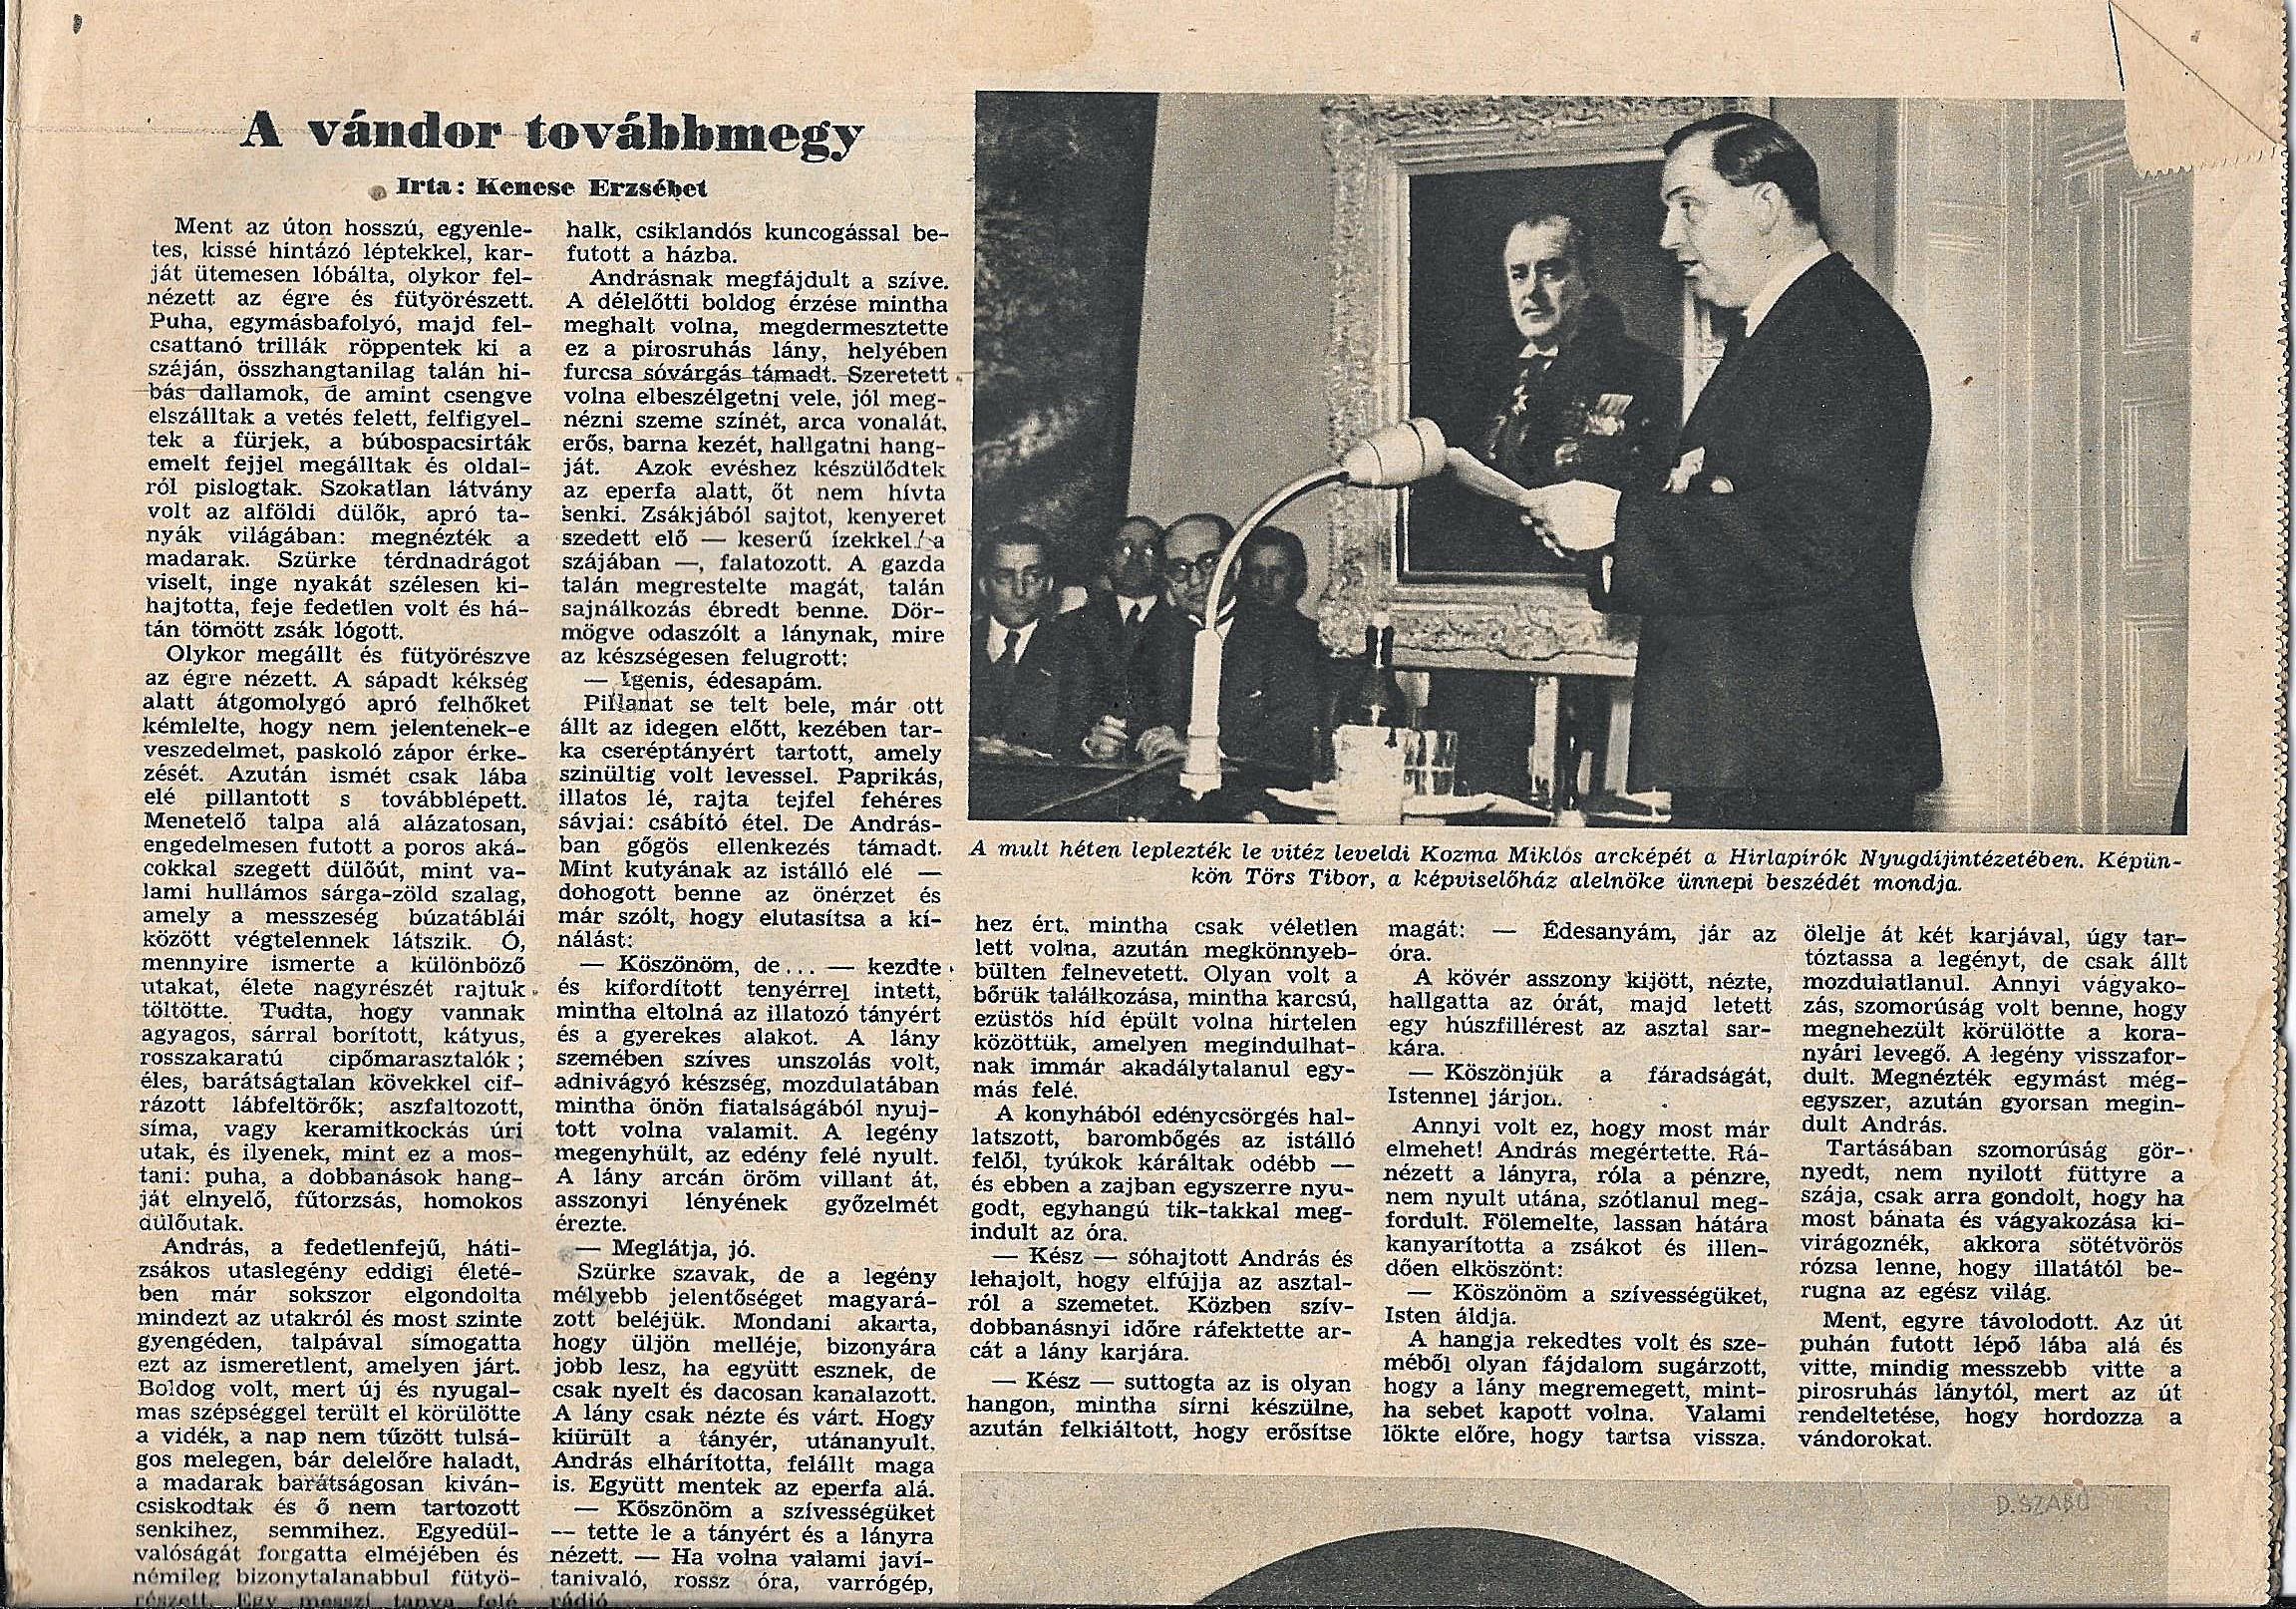 A vándor továbbmegy
Irta: Kenese Erzsébet
Ment az úton hosszú, egyenle-
tes, kissé hintázó léptekkel, kar-
ját ütemesen lóbálta, olykor fel-
nézett az égre és fütyörészett.
Puha, egymásbafolyó, majd fel-
csattanó trillák röppentek ki a
száján, összhangtanilag talán hi-
bás dallamok, de amint csengve
elszálltak a vetés felett, felfigyel-
tek a fürjek, a búbospacsirták
emelt fejjel megálltak és oldal-
ról pislogtak. Szokatlan látvány
volt az alföldi dülők, apró ta-
nyák világában: megnézték a
madarak. Szürke térdnadrágot
viselt, inge nyakát szélesen ki-
hajtotta, feje fedetlen volt és há-
tán tömött zsák lógott.
Olykor megállt és fütyörészve
az égre nézett. A sápadt kékség
alatt átgomolygó apró felhőket
kémlelte, hogy nem jelentenek-e
veszedelmet, paskoló zápor érke-
zését. Azután ismét csak lába
elé pillantott s továbblépett.
Menetelő talpa alá alázatosan,
engedelmesen futott a poros aká-
cokkal szegett dülőút, mint va-
lami hullámos sárga-zöld szalag,
amely a messzeség búzatáblái
között végtelennek látszik. Ó,
mennyire ismerte a különböző
utakat, élete nagyrészét rajtuk
töltötte. Tudta, hogy vannak
agyagos, sárral borított, kátyus,
rosszakaratú cipőmarasztalók;
éles, barátságtalan kövekkel cif-
rázott lábfeltörők; aszfaltozott,
síma, vagy keramitkockás úri
utak, és ilyenek, mint ez a mos-
tani: puha, a dobbanások hang-
ját elnyelő, fűtorzsás, homokos
dülőutak.
András, a fedetlenfejű, háti-
zsákos utaslegény eddigi életé-
ben már sokszor elgondolta
mindezt az utakról és most szinte
gyengéden, talpával símogatta
ezt az ismeretlent, amelyen járt.
Boldog volt, mert új és nyugal-
mas szépséggel terült el körülötte
a vidék, a nap nem tűzött tulsá-
gos melegen, bár delelőre haladt,
a madarak barátságosan kiván-
csiskodtak és ő nem tartozott
senkihez, semmihez. Egyedül-
valóságát forgatta elméjében és
némileg bizonytalanabbul fütyö-
részett. Egy messzi tanya felé
halk, csiklandós kuncogással be-
futott a házba.
Andrásnak megfájdult a szíve.
A délelőtti boldog érzése mintha
meghalt volna, megdermesztette
ez a pirosruhás lány, helyében
furcsa sóvárgás támadt. Szeretett
volna elbeszélgetni vele, jól meg-
nézni szeme színét, arca vonalát,
erős, barna kezét, hallgatni hang-
ját. Azok evéshez készülődtek
az eperfa alatt, őt nem hívta
senki. Zsákjából sajtot, kenyeret
szedett elő — keserű ízekkel a
szájában —, falatozott. A gazda
talán megrestelte magát, talán
sajnálkozás ébredt benne. Dör-
mögve odaszólt a lánynak, mire
az készségesen felugrott:
— Igenis, édesapám.
Pillanat se telt bele, már ott
állt az idegen előtt, kezében tar-
ka cseréptányért tartott, amely
szinültig volt levessel. Paprikás,
illatos lé, rajta tejfel fehéres
sávjai: csábító étel. De András-
ban gőgös ellenkezés támadt.
Mint kutyának az istálló elé —
dohogott benne az önérzet és
már szólt, hogy elutasítsa a kí-
nálást:
— Köszönöm, de... — kezdte
és kifordított tenyérrel intett,
mintha eltolná az illatozó tányért
és a gyerekes alakot. A lány
szemében szíves unszolás volt,
adnivágyó készség, mozdulatában
mintha önön fiatalságából nyuj-
tott volna valamit. A legény
megenyhült, az edény felé nyult.
A lány arcán öröm villant át,
asszonyi lényének győzelmét
érezte.
— Meglátja, jó.
Szürke szavak, de a legény
mélyebb jelentőséget magyará-
zott beléjük. Mondani akarta,
hogy üljön melléje, bizonyára
jobb lesz, ha együtt esznek, de
csak nyelt és dacosan kanalazott.
A lány csak nézte és várt. Hogy
kiürült a tányér, utánanyult.
András elhárította, felállt maga
is. Együtt mentek az eperfa alá.
— Köszönöm a szívességüket
— tette le a tányért és a lányra
nézett. — Ha volna valami javí-
tanivaló, rossz óra, varrógép,
rádió
A mult héten leplezték le vitéz leveldi Kozma Miklós arcképét a Hirlapírók Nyugdíjintézetében. Képün-
kön Törs Tibor, a képviselőház alelnöke ünnepi beszédét mondja.
hez ért, mintha csak véletlen
lett volna, azután megkönnyeb-
bülten felnevetett. Olyan volt a
bőrük találkozása, mintha karcsú,
ezüstös híd épült volna hirtelen
közöttük, amelyen megindulhat-
nak immár akadálytalanul egy-
más felé.
A konyhából edénycsörgés hal-
latszott, barombőgés az istálló
felől, tyúkok káráltak odébb —
és ebben a zajban egyszerre nyu-
godt, egyhangú tik-takkal meg-
indult az óra.
— Kész — sóhajtott András és
lehajolt, hogy elfújja az asztal-
ról a szemetet. Közben szív-
dobbanásnyi időre ráfektette ar-
cát a lány karjára.
— Kész — suttogta az is olyan
hangon, mintha sírni készülne,
azután felkiáltott, hogy erősítse
magát: — Édesanyám, jár az
óra.
A kövér asszony kijött, nézte,
hallgatta az órát, majd letett
egy húszfillérest az asztal sar-
kára.
— Köszönjük a fáradságát,
Istennel járjon.
Annyi volt ez, hogy most már
elmehet! András megértette. Rá-
nézett a lányra, róla a pénzre,
nem nyult utána, szótlanul meg-
fordult. Fölemelte, lassan hátára
kanyarította a zsákot és illen-
dően elköszönt:
— Köszönöm a szívességüket,
Isten áldja.
A hangja rekedtes volt és sze-
méből olyan fájdalom sugárzott,
hogy a lány megremegett, mint-
ha sebet kapott volna. Valami
lökte előre, hogy tartsa vissza,
ölelje át két karjával, úgy tar-
tóztassa a legényt, de csak állt
mozdulatlanul. Annyi vágyako-
zás, szomorúság volt benne, hogy
megnehezült körülötte a kora-
nyári levegő. A legény visszafor-
dult. Megnézték egymást még-
egyszer, azután gyorsan megin-
dult András.
Tartásában szomorúság gör-
nyedt, nem nyilott füttyre a
szája, csak arra gondolt, hogy ha
most bánata és vágyakozása ki-
virágoznék, akkora sötétvörös
rózsa lenne, hogy illatától be-
rugna az egész világ.
Ment, egyre távolodott. Az út
puhán futott lépő lába alá és
vitte, mindig messzebb vitte a
pirosruhás lánytól, mert az út
rendeltetése, hogy hordozza a
vándorokat.
D. SZABÓ